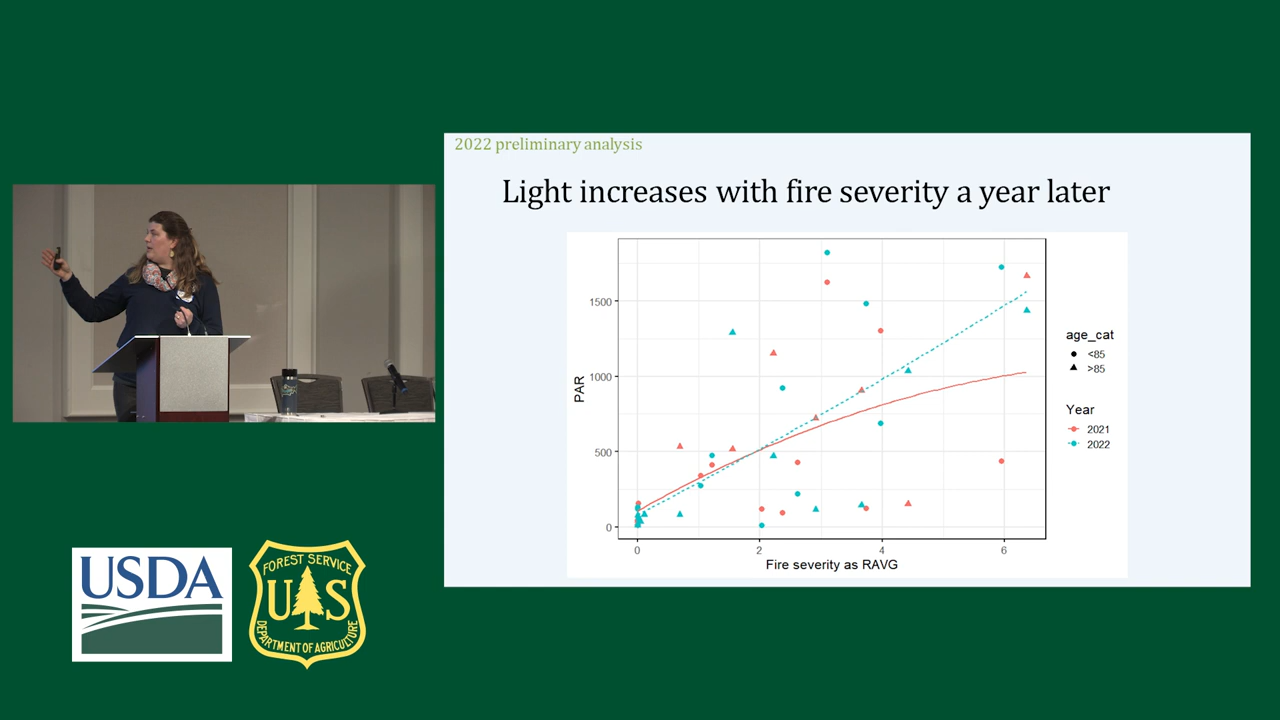 2022 preliminary analysis
Light increases with fire severity a year later
PAR
1500
1000
500
0
0 2 4 6
Fire severity as RAVG
age_cat
<85
>85
Year
2021
2022
USDA
FOREST SERVICE
U S
DEPARTMENT OF AGRICULTURE